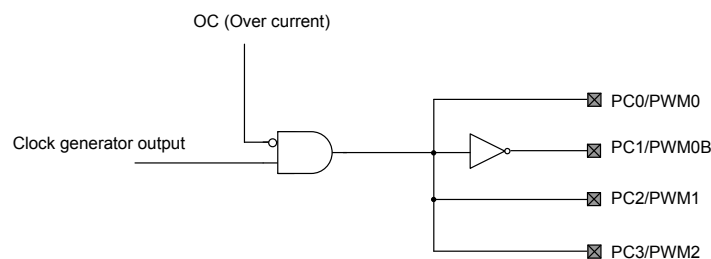 OC (Over current)
PC0/PWM0
Clock generator output
PC1/PWM0B
PC2/PWM1
PC3/PWM2